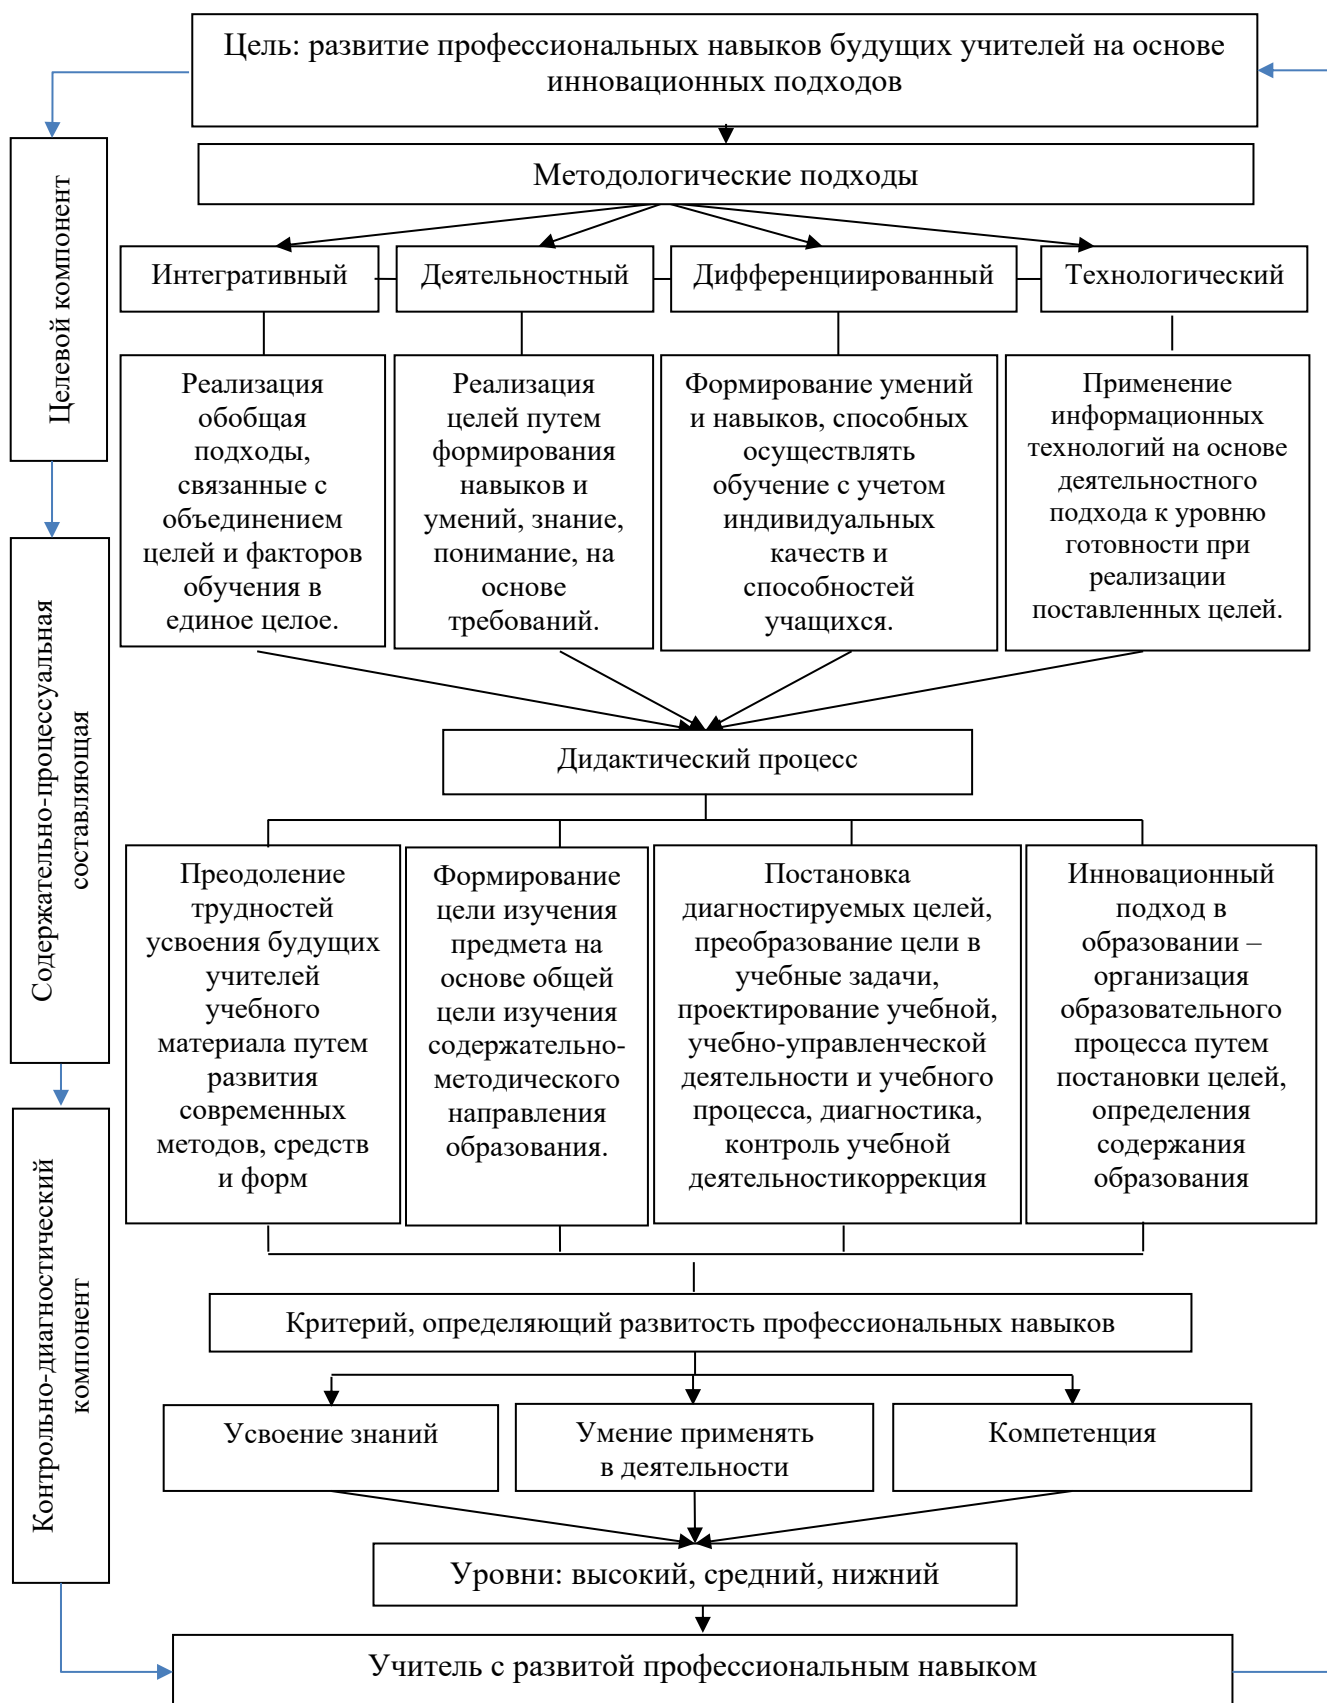 Цель: развитие профессиональных навыков будущих учителей на основе
инновационных подходов
Методологические подходы
Целевой компонент
Интегративный
Деятельностный
Дифференциированный
Технологический
Реализация
обобщая
подходы,
связанные с
объединением
целей и факторов
обучения в
единое целое.
Реализация
целей путем
формирования
навыков и
умений, знание,
понимание, на
основе
требований.
Формирование умений
и навыков, способных
осуществлять
обучение с учетом
индивидуальных
качеств и
способностей
учащихся.
Применение
информационных
технологий на основе
деятельностного
подхода к уровню
готовности при
реализации
поставленных целей.
Содержательно-процессуальная
составляющая
Дидактический процесс
Преодоление
трудностей
усвоения будущих
учителей
учебного
материала путем
развития
современных
методов, средств
и форм
Формирование
цели изучения
предмета на
основе общей
цели изучения
содержательно-
методического
направления
образования.
Постановка
диагностируемых целей,
преобразование цели в
учебные задачи,
проектирование учебной,
учебно-управленческой
деятельности и учебного
процесса, диагностика,
контроль учебной
деятельностикоррекция
Инновационный
подход в
образовании –
организация
образовательного
процесса путем
постановки целей,
определения
содержания
образования
Контрольно-диагностический
компонент
Критерий, определяющий развитость профессиональных навыков
Усвоение знаний
Умение применять
в деятельности
Компетенция
Уровни: высокий, средний, нижний
Учитель с развитой профессиональным навыком